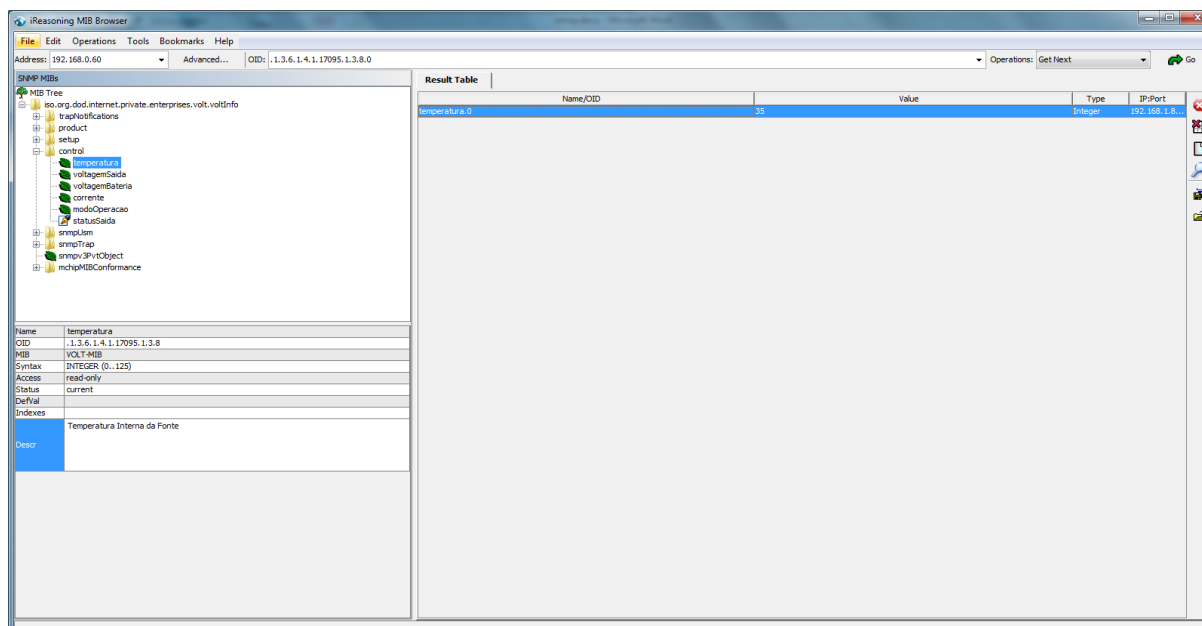 iReasoning MIB Browser
File Edit Operations Tools Bookmarks Help
Address: 192.168.0.60 Advanced... OID: .1.3.6.1.4.1.17095.1.3.8.0 Operations: Get Next Go
SNMP MIBs
MIB Tree
iso.org.dod.internet.private.enterprises.volt.voltInfo
trapNotifications
product
setup
control
temperatura
voltagemSaida
voltagemBateria
corrente
modoOperacao
statusSaida
snmpUsm
snmpTrap
snmpv3PvtObject
mchipMIBConformance
Name temperatura
OID .1.3.6.1.4.1.17095.1.3.8
MIB VOLT-MIB
Syntax INTEGER (0..125)
Access read-only
Status current
DefVal
Indexes
Descr Temperatura Interna da Fonte
Result Table
Name/OID Value Type IP:Port
temperatura.0 35 Integer 192.168.1.8...